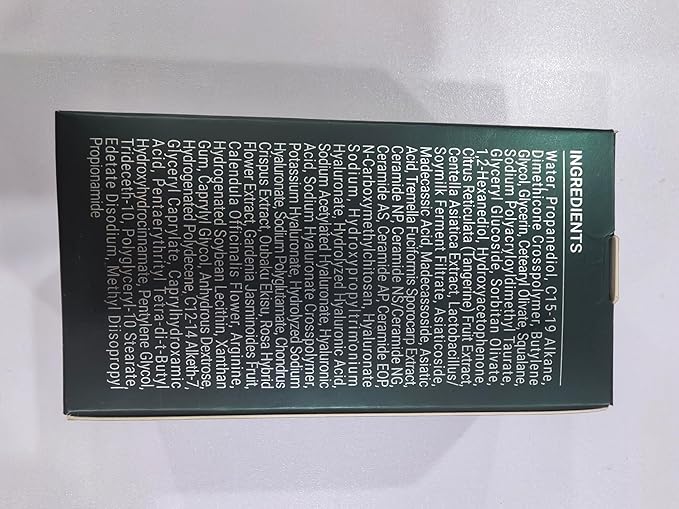 INGREDIENTS
Water, Propanediol, C15-19 Alkane,
Dimethicone Crosspolymer, Butylene
Glycol, Glycerin, Cetearyl Olivate, Squalane,
Sodium Polyacryloyldimethyl Taurate,
Glyceryl Glucoside, Sorbitan Olivate,
1,2-Hexanediol, Hydroxyacetophenone,
Citrus Reticulata (Tangerine) Fruit Extract,
Centella Asiatica Extract, Lactobacillus/
Soymilk Ferment Filtrate, Asiaticoside,
Madecassic Acid, Madecassoside, Asiatic
Acid, Tremella Fuciformis Sporocarp Extract,
Ceramide NP, Ceramide NS/Ceramide NG,
Ceramide AS, Ceramide AP, Ceramide EOP,
N-Carboxymethylchitosan, Hyaluronate
Sodium, Hydroxypropyltrimonium
Hyaluronate, Hydrolyzed Hyaluronic Acid,
Sodium Acetylated Hyaluronate, Hyaluronic
Acid, Sodium Hyaluronate Crosspolymer,
Potassium Hyaluronate, Hydrolyzed Sodium
Hyaluronate, Sodium Polyglutamate, Chondrus
Crispus Extract, Oubaku Ekisu, Rosa Hybrid
Flower Extract, Gardenia Jasminodes Fruit,
Calendula Officinalis Flower, Arginine,
Hydrogenated Soybean Lecithin, Xanthan
Gum, Caprylyl Glycol, Anhydrous Dextrose,
Hydrogenated Polydecene, C12-14 Alketh-7,
Glyceryl Caprylate, Caprylhydroxamic
Acid, Pentaerythrityl Tetra-di-t-Butyl
Hydroxyhydrocinnamate, Pentylene Glycol,
Trideceth-10, Polyglyceryl-10 Stearate,
Edetate Disodium, Methyl Diisopropyl
Propionamide